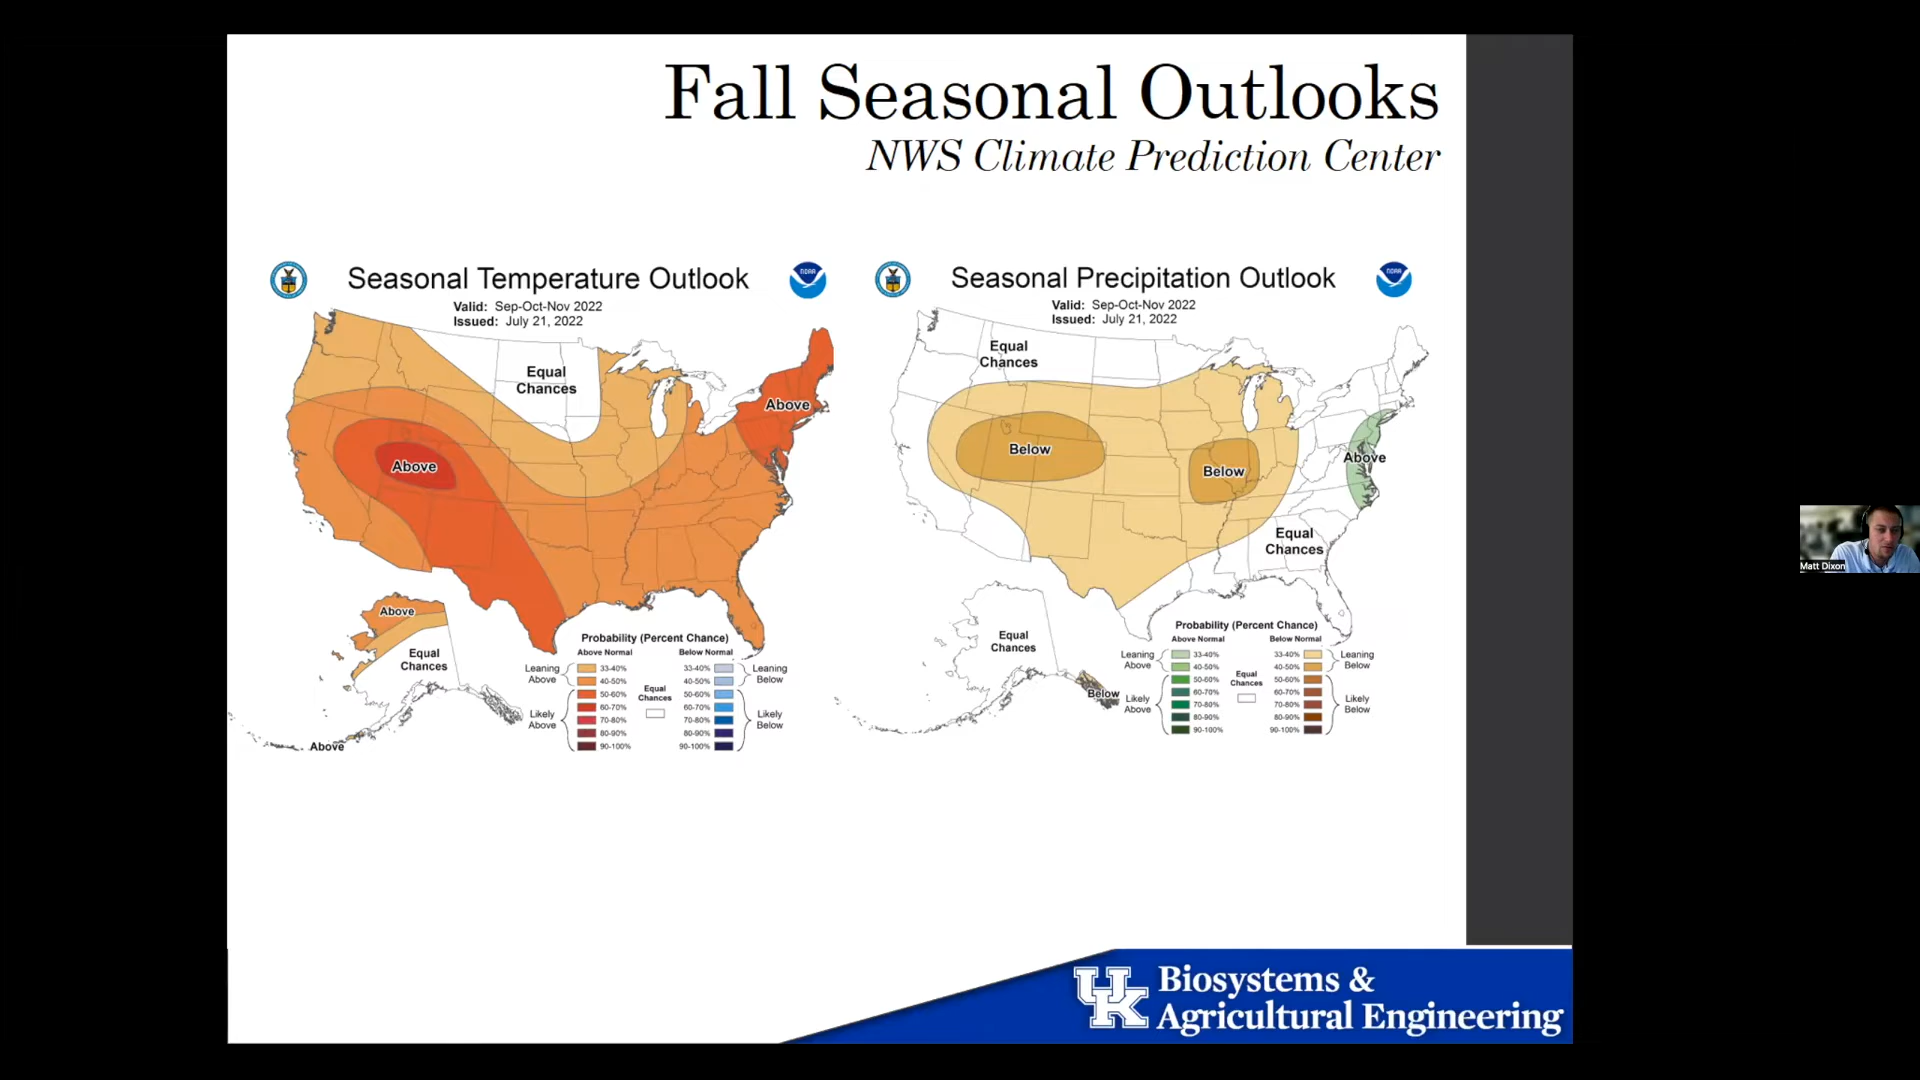 Fall Seasonal Outlooks
NWS Climate Prediction Center
NOAA
Seasonal Temperature Outlook
Valid: Sep-Oct-Nov 2022
Issued: July 21, 2022
Equal
Chances
Above
Above
Above
Equal
Chances
Above
Probability (Percent Chance)
Above Normal
Below Normal
Leaning
Above
33-40%
40-50%
Likely
Above
50-60%
60-70%
70-80%
80-90%
90-100%
Equal
Chances
33-40%
40-50%
Leaning
Below
50-60%
60-70%
70-80%
80-90%
90-100%
Likely
Below
NOAA
Seasonal Precipitation Outlook
Valid: Sep-Oct-Nov 2022
Issued: July 21, 2022
Equal
Chances
Below
Below
Above
Equal
Chances
Equal
Chances
Below
Probability (Percent Chance)
Above Normal
Below Normal
Leaning
Above
33-40%
40-50%
Likely
Above
50-60%
60-70%
70-80%
80-90%
90-100%
Equal
Chances
33-40%
40-50%
Leaning
Below
50-60%
60-70%
70-80%
80-90%
90-100%
Likely
Below
Matt Dixon
UK
Biosystems &
Agricultural Engineering